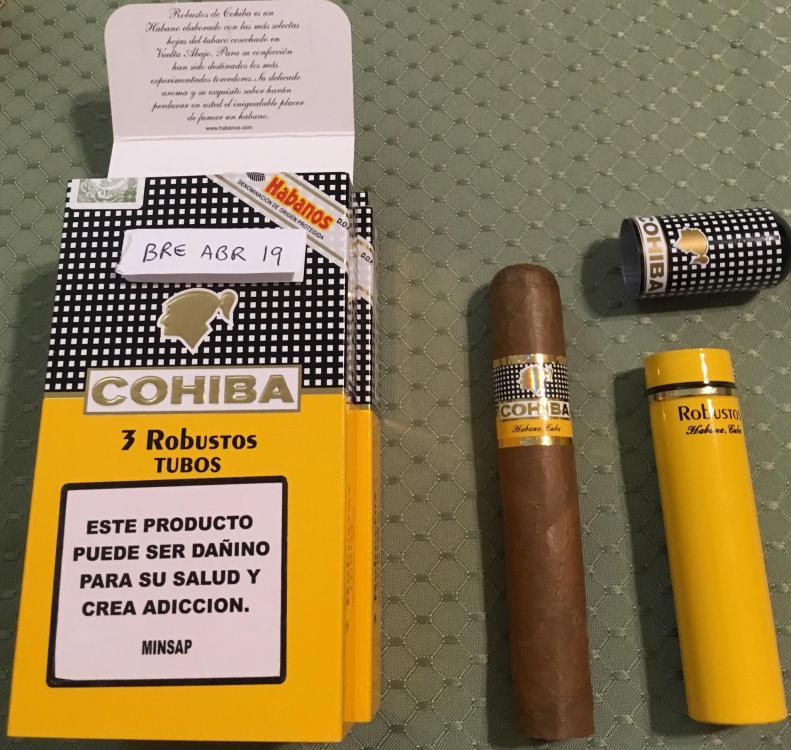 Robustos de Cohiba es un
Habano elaborado con las más selectas
hojas del tabaco cosechado en
Vuelta Abajo. Para su confección
han sido destinados los más
experimentados torcedores. Su delicado
aroma y su exquisito sabor harán
perdurar en usted el inigualable placer
de fumar un habano.
www.habanos.com
Habanos
DENOMINACIÓN DE ORIGEN PROTEGIDA
D.O.P.
BRE ABR 19
COHIBA
3 Robustos
TUBOS
ESTE PRODUCTO
PUEDE SER DAÑINO
PARA SU SALUD Y
CREA ADICCION.
MINSAP
COHIBA
Habana, Cuba
COHIBA
Robustos
Habana, Cuba